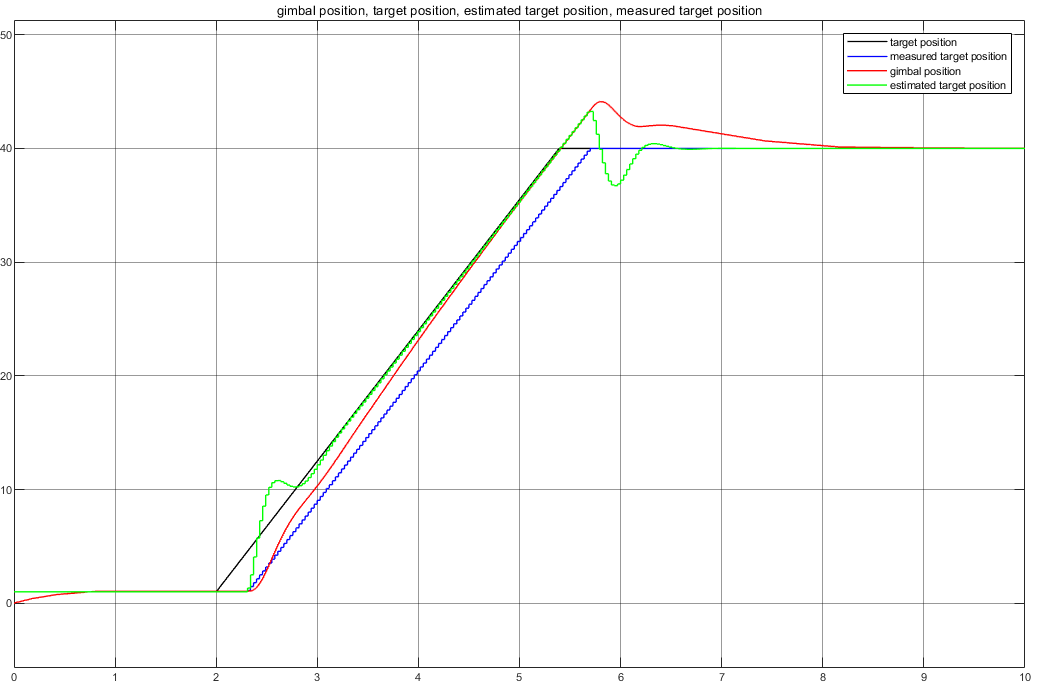 gimbal position, target position, estimated target position, measured target position
50
target position
measured target position
gimbal position
estimated target position
40
30
20
10
0
0 1 2 3 4 5 6 7 8 9 10